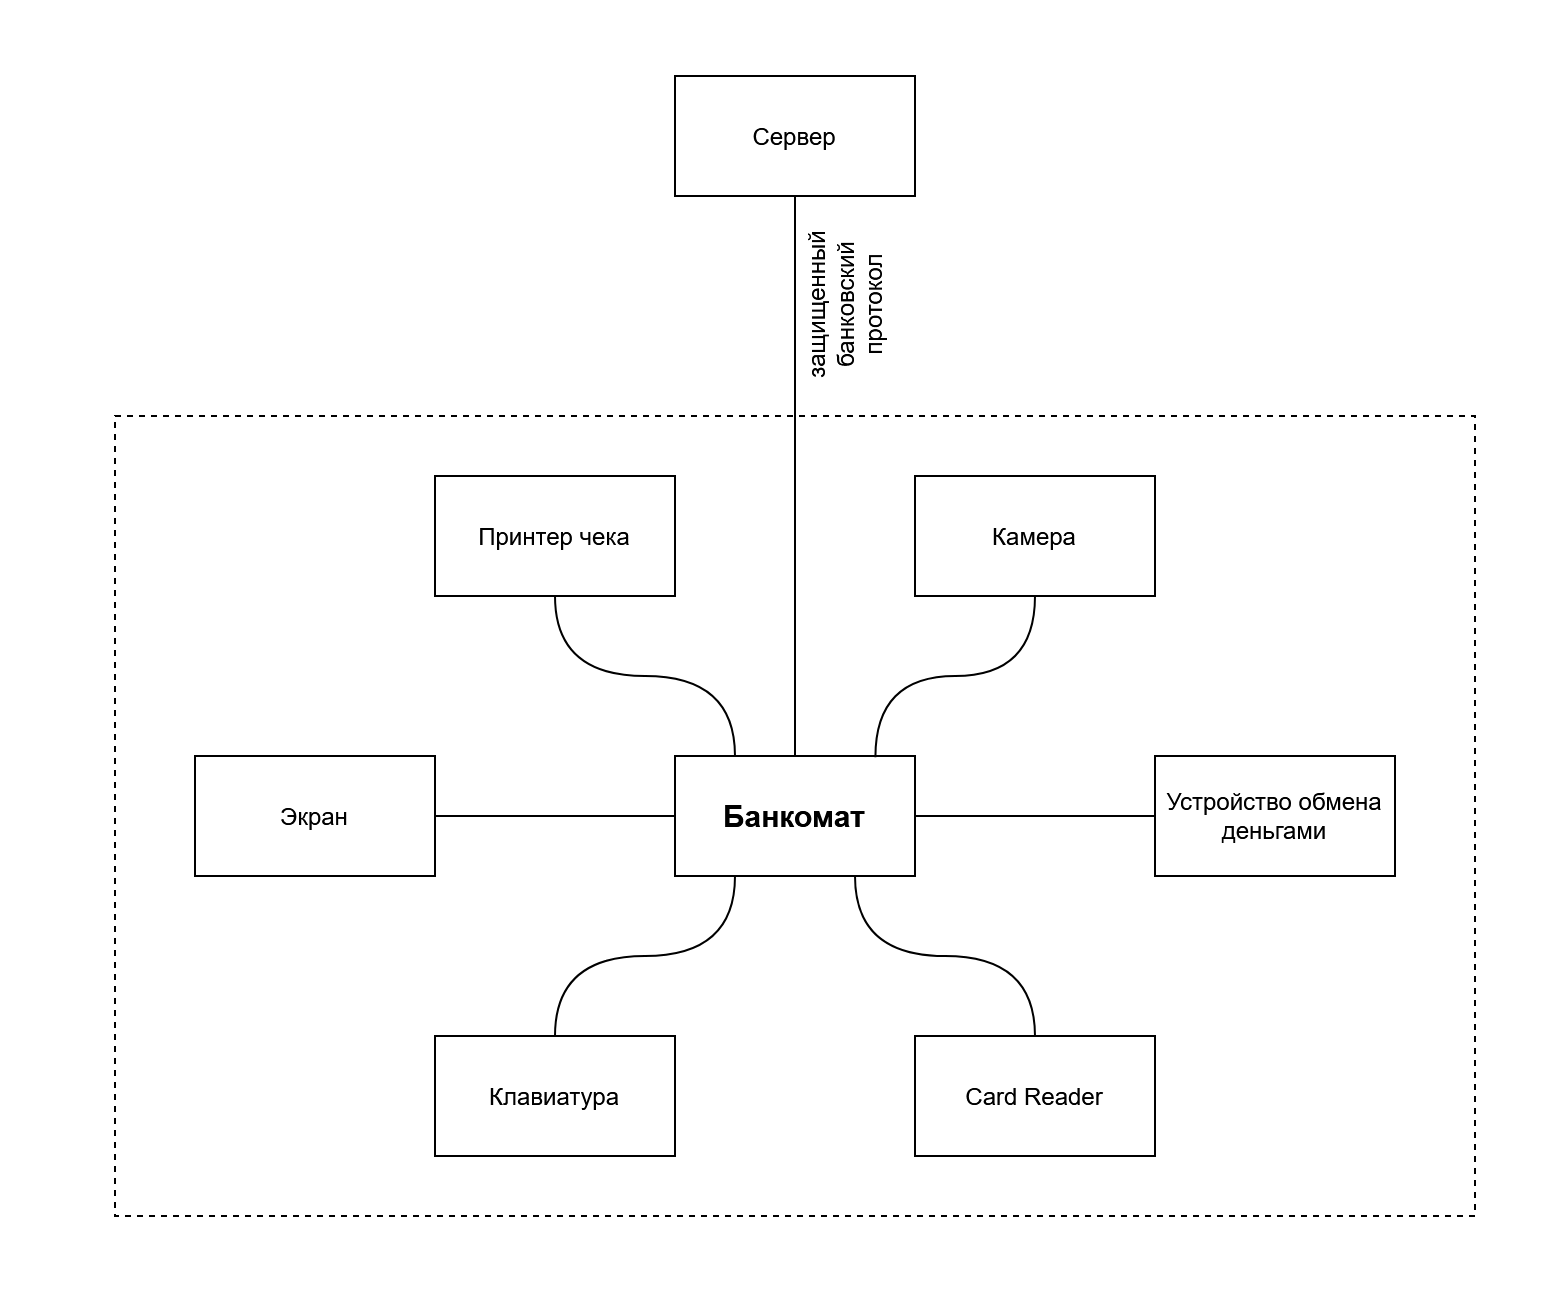 Сервер
защищенный
банковский
протокол
Принтер чека
Камера
Экран
Банкомат
Устройство обмена
деньгами
Клавиатура
Card Reader